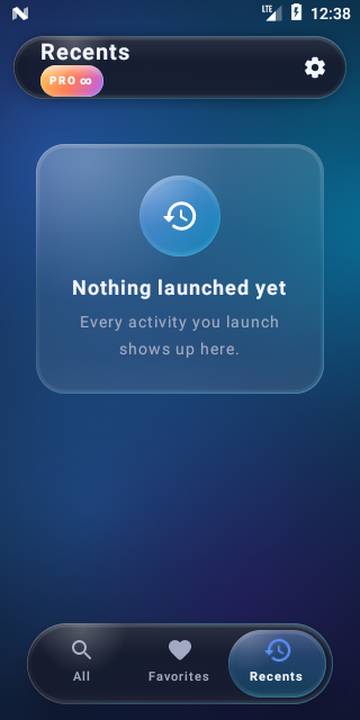 LTE 12:38
Recents
PRO ∞
Nothing launched yet
Every activity you launch
shows up here.
All Favorites Recents